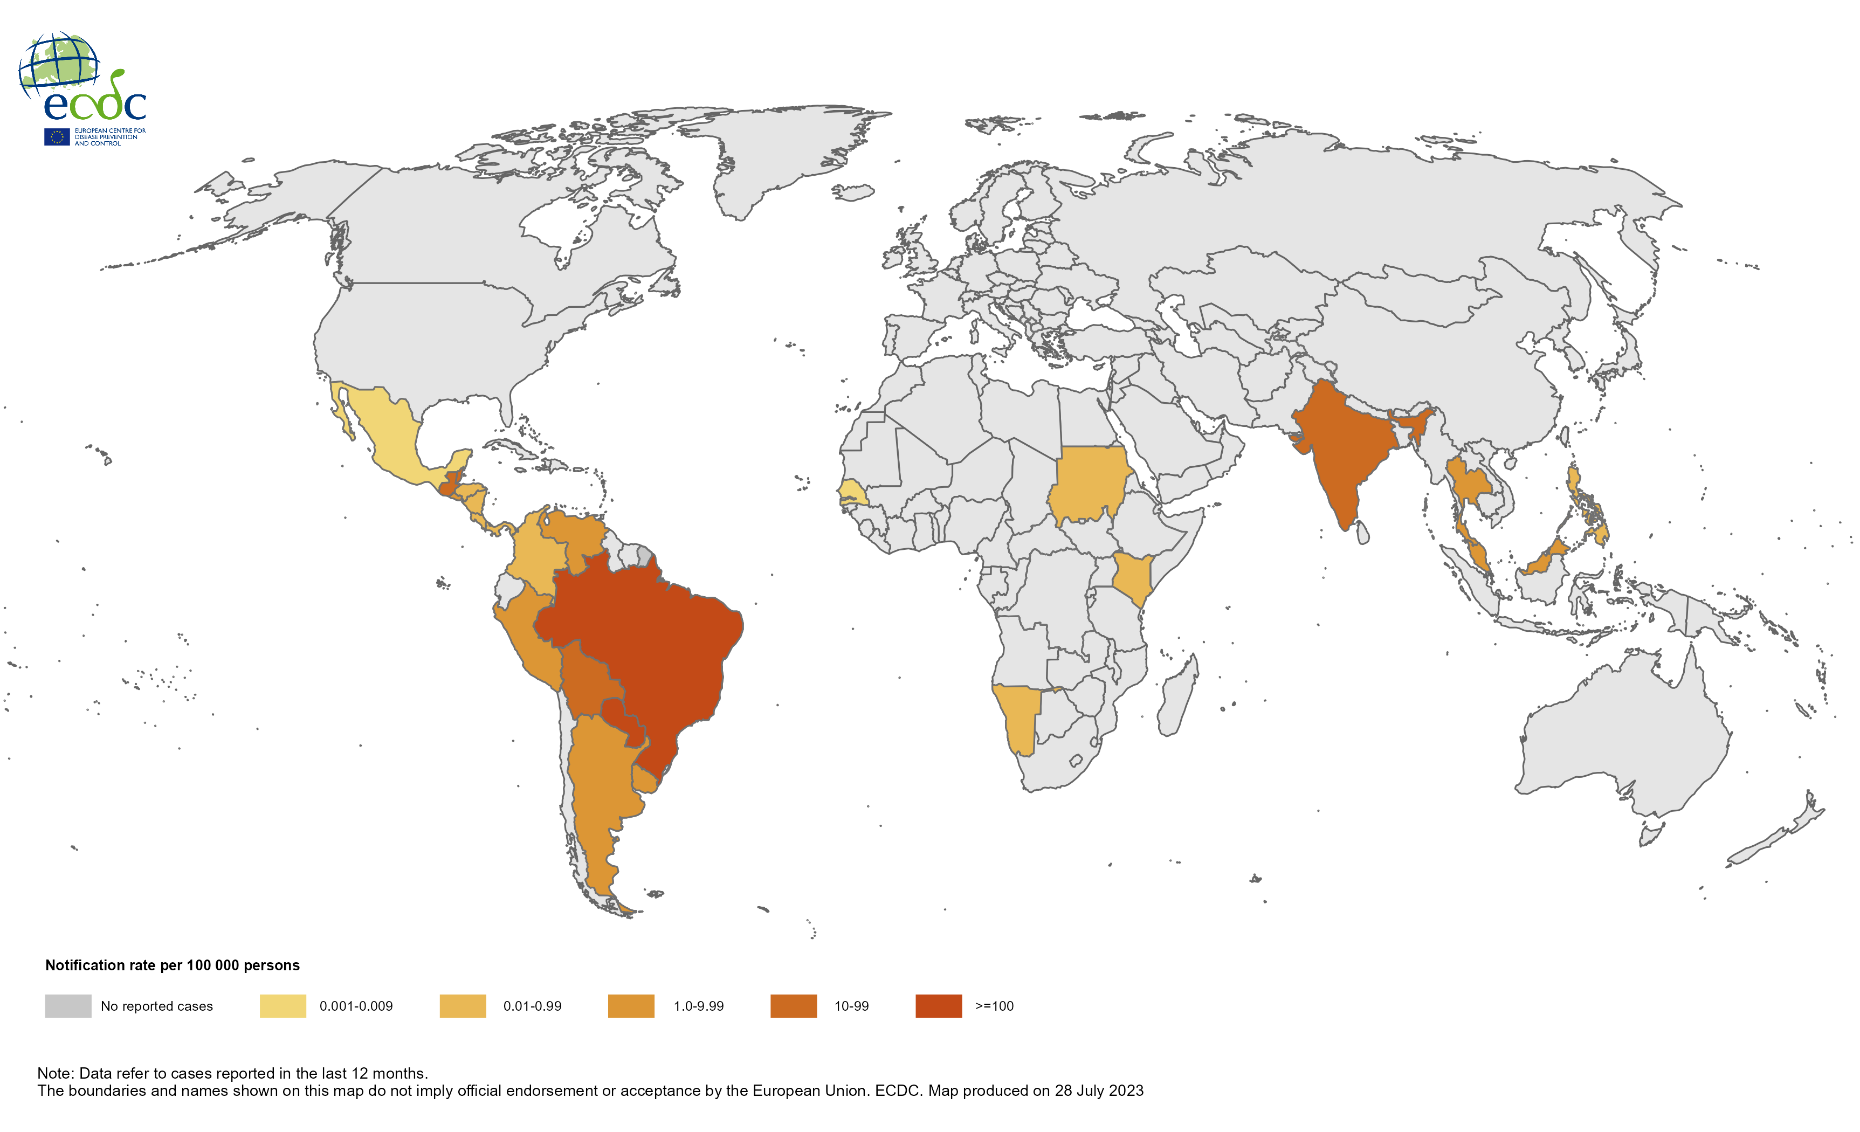 ecdc
EUROPEAN CENTRE FOR
DISEASE PREVENTION
AND CONTROL
Notification rate per 100 000 persons
No reported cases
0.001-0.009
0.01-0.99
1.0-9.99
10-99
>=100
Note: Data refer to cases reported in the last 12 months.
The boundaries and names shown on this map do not imply official endorsement or acceptance by the European Union. ECDC. Map produced on 28 July 2023